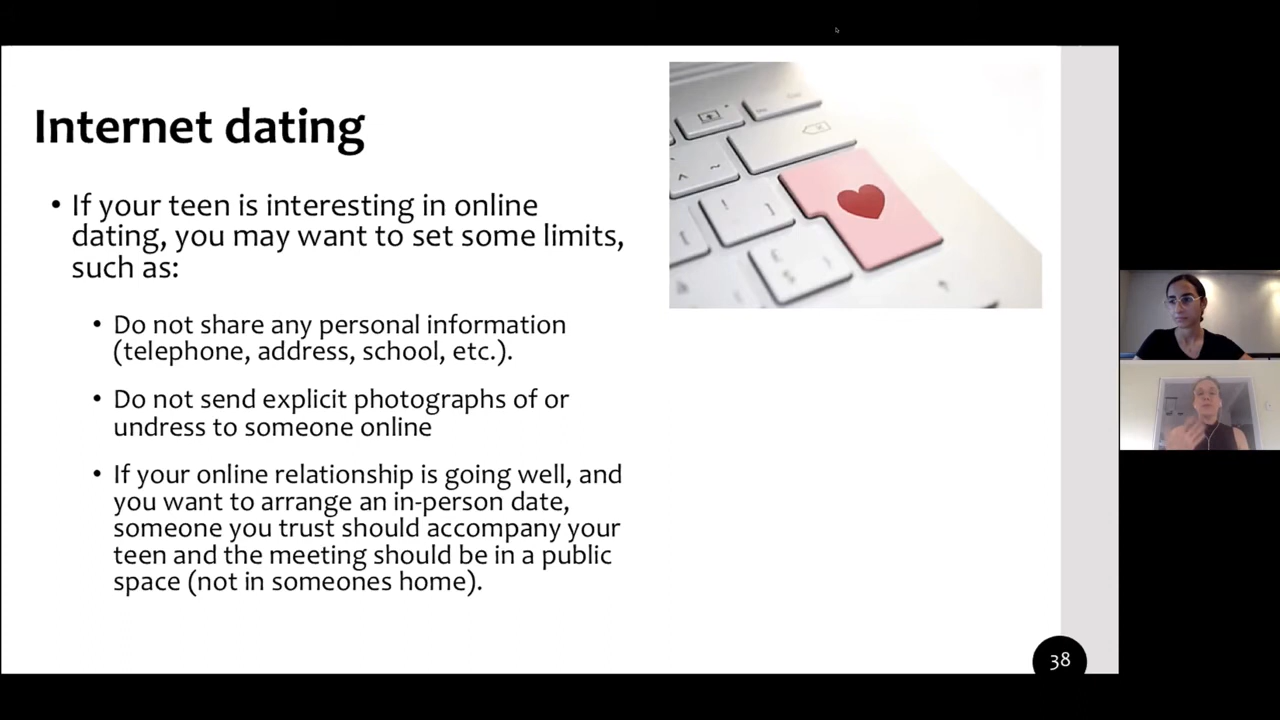 Internet dating
• If your teen is interesting in online
dating, you may want to set some limits,
such as:
• Do not share any personal information
(telephone, address, school, etc.).
• Do not send explicit photographs of or
undress to someone online
• If your online relationship is going well, and
you want to arrange an in-person date,
someone you trust should accompany your
teen and the meeting should be in a public
space (not in someones home).
38